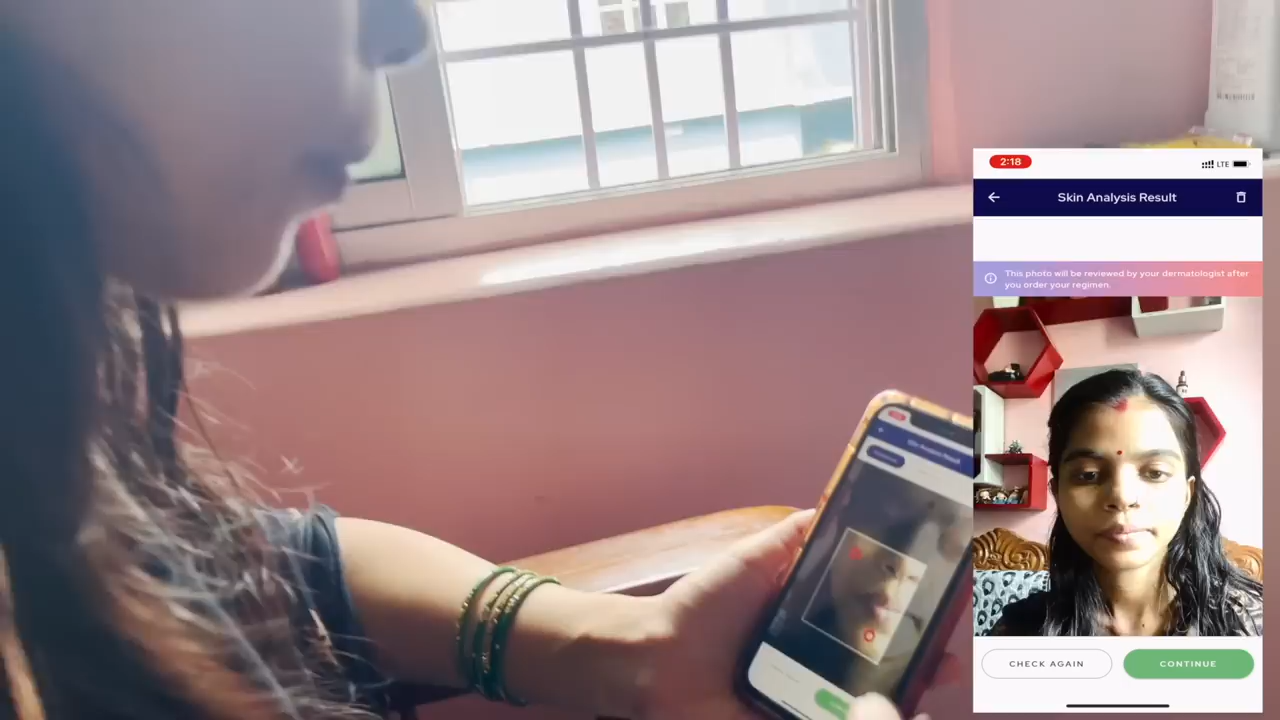 2:18
LTE
Skin Analysis Result
This photo will be reviewed by your dermatologist after
you order your regimen.
CHECK AGAIN
CONTINUE